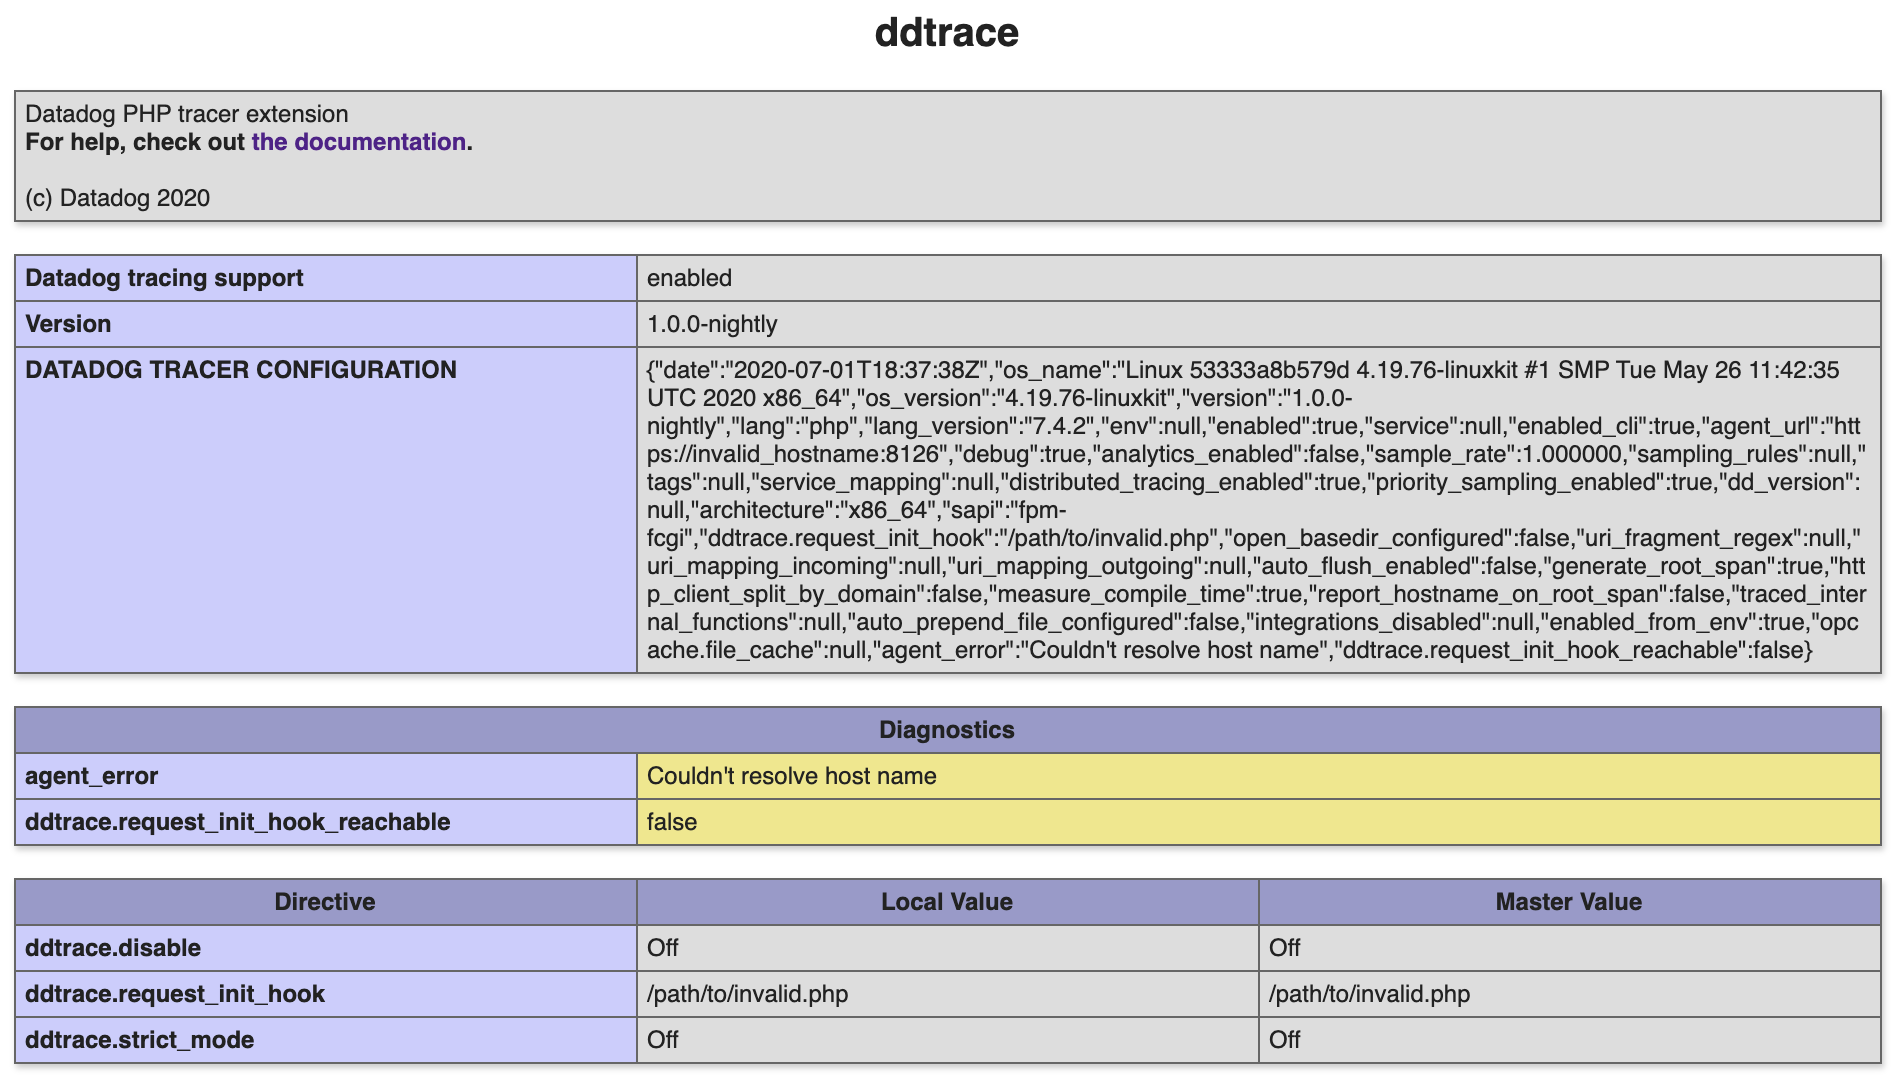 ddtrace
Datadog PHP tracer extension
For help, check out the documentation.
(c) Datadog 2020
Datadog tracing support enabled
Version 1.0.0-nightly
DATADOG TRACER CONFIGURATION {"date":"2020-07-01T18:37:38Z","os_name":"Linux 53333a8b579d 4.19.76-linuxkit #1 SMP Tue May 26 11:42:35
UTC 2020 x86_64","os_version":"4.19.76-linuxkit","version":"1.0.0-
nightly","lang":"php","lang_version":"7.4.2","env":null,"enabled":true,"service":null,"enabled_cli":true,"agent_url":"htt
ps://invalid_hostname:8126","debug":true,"analytics_enabled":false,"sample_rate":1.000000,"sampling_rules":null,"
tags":null,"service_mapping":null,"distributed_tracing_enabled":true,"priority_sampling_enabled":true,"dd_version":
null,"architecture":"x86_64","sapi":"fpm-
fcgi","ddtrace.request_init_hook":"/path/to/invalid.php","open_basedir_configured":false,"uri_fragment_regex":null,"
uri_mapping_incoming":null,"uri_mapping_outgoing":null,"auto_flush_enabled":false,"generate_root_span":true,"htt
p_client_split_by_domain":false,"measure_compile_time":true,"report_hostname_on_root_span":false,"traced_inter
nal_functions":null,"auto_prepend_file_configured":false,"integrations_disabled":null,"enabled_from_env":true,"opc
ache.file_cache":null,"agent_error":"Couldn't resolve host name","ddtrace.request_init_hook_reachable":false}
Diagnostics
agent_error Couldn't resolve host name
ddtrace.request_init_hook_reachable false
Directive Local Value Master Value
ddtrace.disable Off Off
ddtrace.request_init_hook /path/to/invalid.php /path/to/invalid.php
ddtrace.strict_mode Off Off